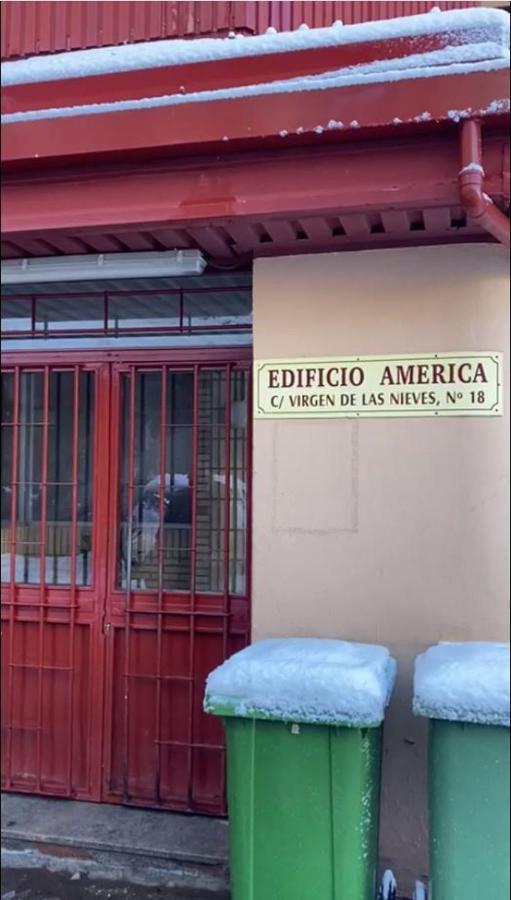 EDIFICIO AMERICA
C/ VIRGEN DE LAS NIEVES, Nº 18